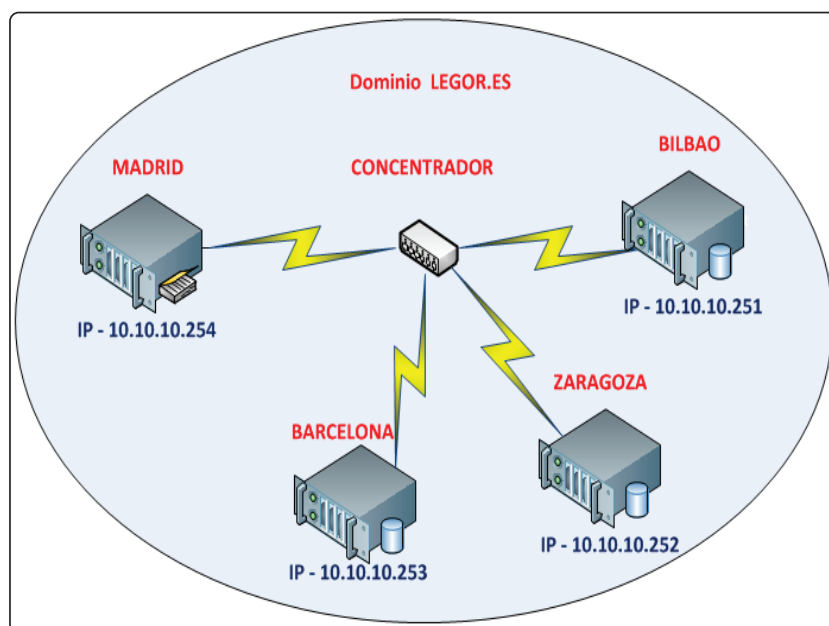 Dominio LEGOR.ES
MADRID
CONCENTRADOR
BILBAO
IP - 10.10.10.254
IP - 10.10.10.251
BARCELONA
ZARAGOZA
IP - 10.10.10.253
IP - 10.10.10.252